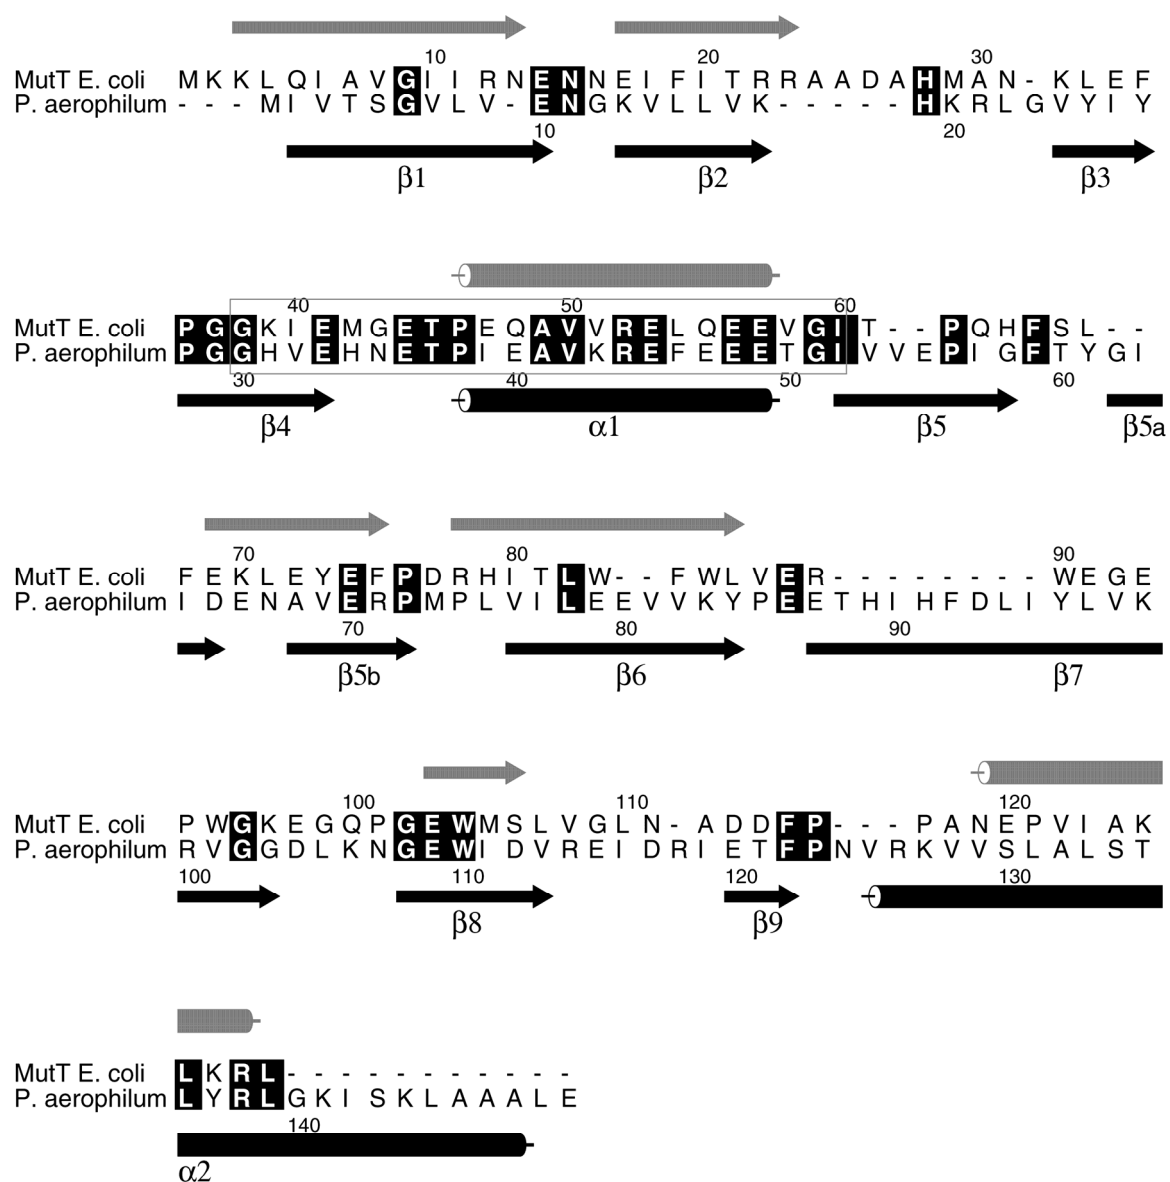 10 20 30
MutT E. coli M K K L Q I A V G I I R N E N N E I F I T R R A A D A H M A N - K L E F
P. aerophilum - - - M I V T S G V L V - E N G K V L L V K - - - - - H K R L G V Y I Y
10 20
β1 β2 β3
40 50 60
MutT E. coli P G G K I E M G E T P E Q A V V R E L Q E E V G I T - - P Q H F S L - -
P. aerophilum P G G H V E H N E T P I E A V K R E F E E E T G I V V E P I G F T Y G I
30 40 50 60
β4 α1 β5 β5a
70 80 90
MutT E. coli F E K L E Y E F P D R H I T L W - - F W L V E R - - - - - - - - W E G E
P. aerophilum I D E N A V E R P M P L V I L E E V V K Y P E E T H I H F D L I Y L V K
70 80 90
β5b β6 β7
100 110 120
MutT E. coli P W G K E G Q P G E W M S L V G L N - A D D F P - - - P A N E P V I A K
P. aerophilum R V G G D L K N G E W I D V R E I D R I E T F P N V R K V V S L A L S T
100 110 120 130
β8 β9
MutT E. coli L K R L - - - - - - - - - - -
P. aerophilum L Y R L G K I S K L A A A L E
140
α2